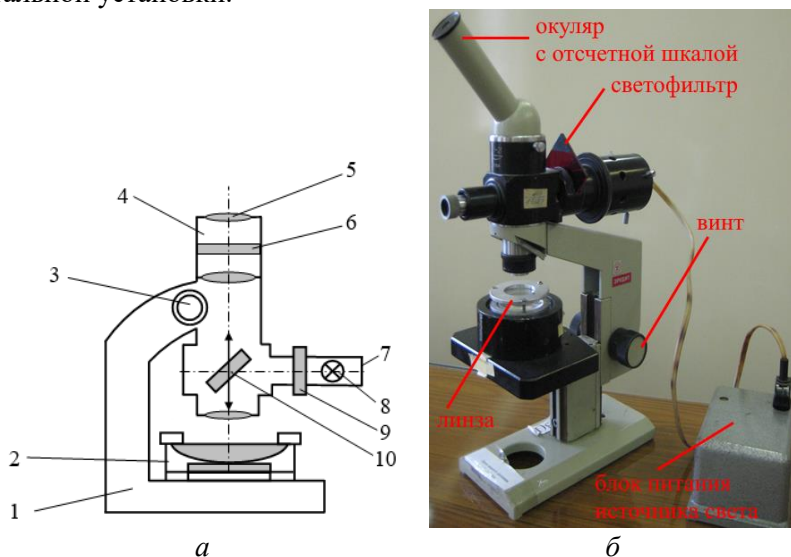 альной установки.
окуляр
с отсчетной шкалой
светофильтр
винт
линза
блок питания
источника света
5
4
6
3
7
8
9
2
10
1
а
б